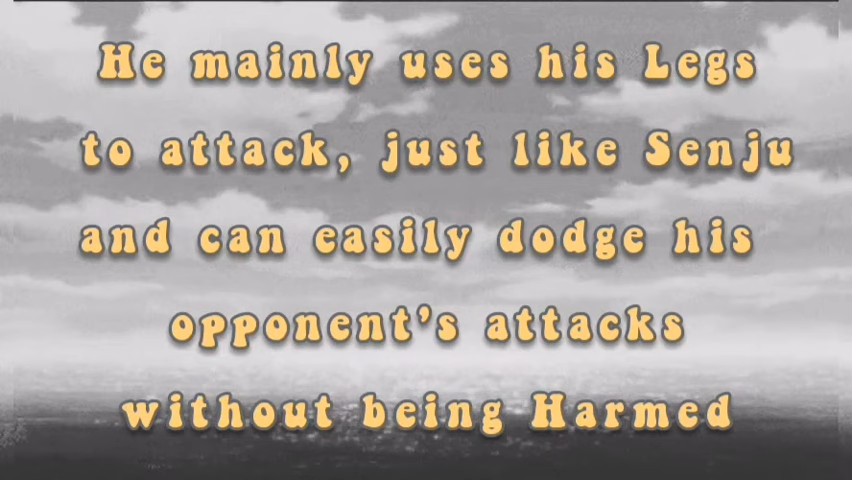 He mainly uses his Legs
to attack, just like Senju
and can easily dodge his
opponent's attacks
without being Harmed